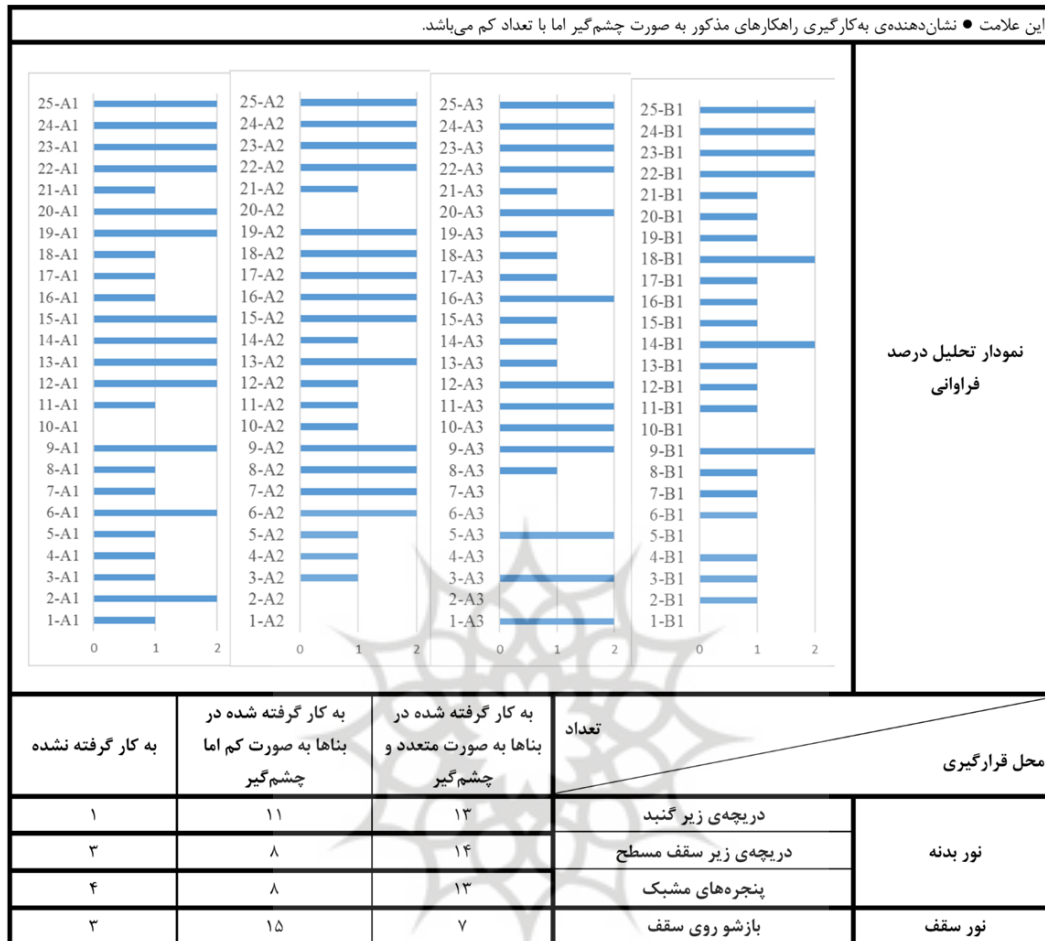 این علامت ● نشان‌دهنده‌ی به‌کارگیری راهکارهای مذکور به صورت چشم‌گیر اما با تعداد کم می‌باشد.
نمودار تحلیل درصد
فراوانی
25-A1
24-A1
23-A1
22-A1
21-A1
20-A1
19-A1
18-A1
17-A1
16-A1
15-A1
14-A1
13-A1
12-A1
11-A1
10-A1
9-A1
8-A1
7-A1
6-A1
5-A1
4-A1
3-A1
2-A1
1-A1
0 1 2
25-A2
24-A2
23-A2
22-A2
21-A2
20-A2
19-A2
18-A2
17-A2
16-A2
15-A2
14-A2
13-A2
12-A2
11-A2
10-A2
9-A2
8-A2
7-A2
6-A2
5-A2
4-A2
3-A2
2-A2
1-A2
0 1 2
25-A3
24-A3
23-A3
22-A3
21-A3
20-A3
19-A3
18-A3
17-A3
16-A3
15-A3
14-A3
13-A3
12-A3
11-A3
10-A3
9-A3
8-A3
7-A3
6-A3
5-A3
4-A3
3-A3
2-A3
1-A3
0 1 2
25-B1
24-B1
23-B1
22-B1
21-B1
20-B1
19-B1
18-B1
17-B1
16-B1
15-B1
14-B1
13-B1
12-B1
11-B1
10-B1
9-B1
8-B1
7-B1
6-B1
5-B1
4-B1
3-B1
2-B1
1-B1
0 1 2
تعداد
محل قرارگیری
به کار گرفته شده در
بناها به صورت متعدد و
چشم‌گیر
به کار گرفته شده در
بناها به صورت کم اما
چشم‌گیر
به کار گرفته نشده
نور بدنه
دریچه‌ی زیر گنبد ۱۳ ۱۱ ۱
دریچه‌ی زیر سقف مسطح ۱۴ ۸ ۳
پنجره‌های مشبک ۱۳ ۸ ۴
نور سقف بازشو روی سقف ۷ ۱۵ ۳